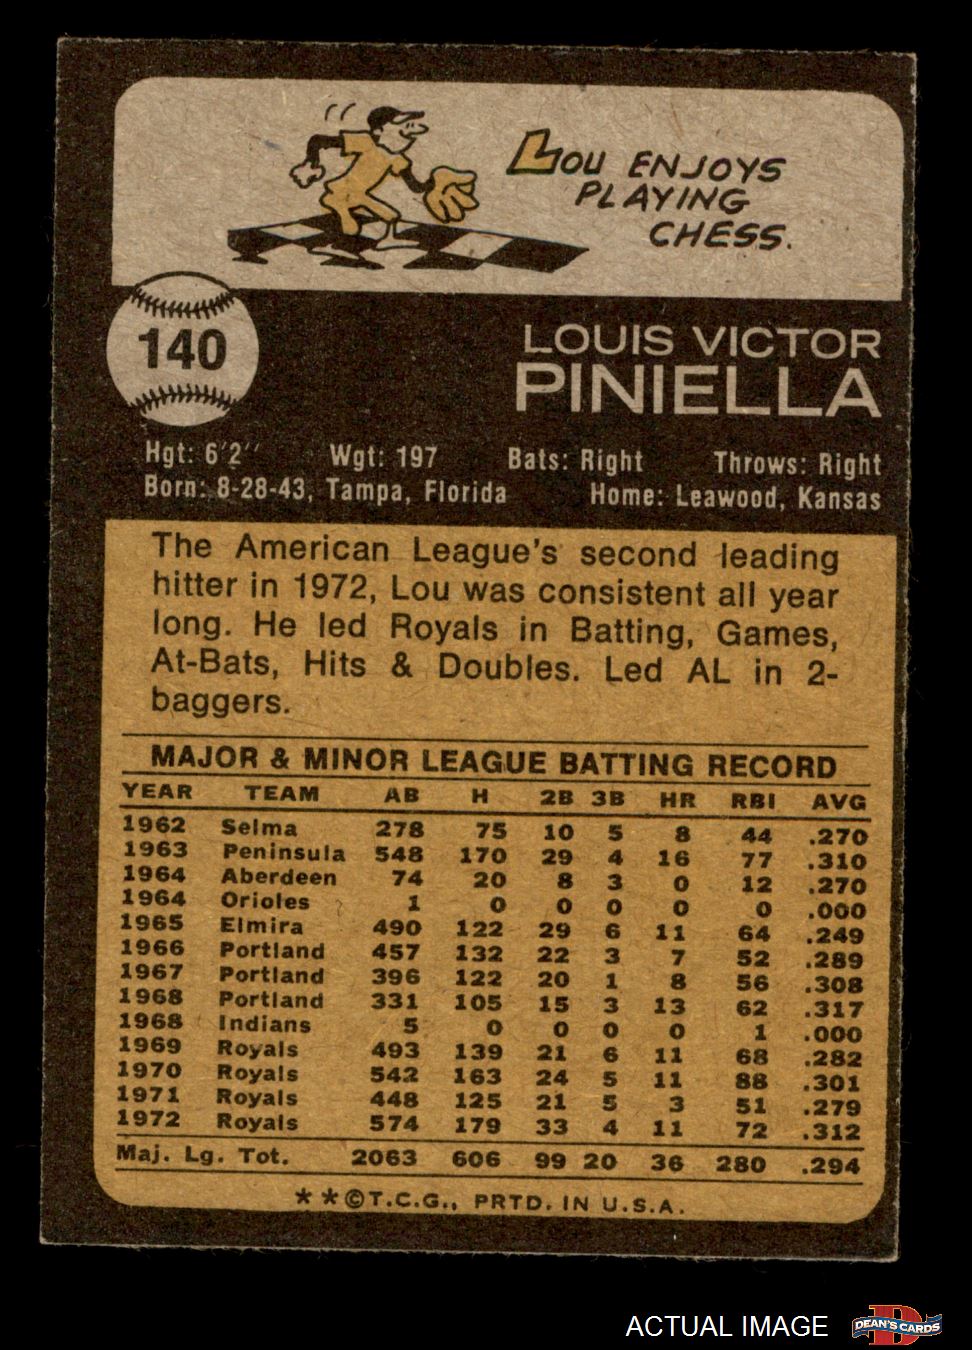 LOU ENJOYS
PLAYING
CHESS.
140
LOUIS VICTOR
PINIELLA
Hgt: 6'2'' Wgt: 197 Bats: Right Throws: Right
Born: 8-28-43, Tampa, Florida Home: Leawood, Kansas
The American League's second leading
hitter in 1972, Lou was consistent all year
long. He led Royals in Batting, Games,
At-Bats, Hits & Doubles. Led AL in 2-
baggers.
MAJOR & MINOR LEAGUE BATTING RECORD
YEAR TEAM AB H 2B 3B HR RBI AVG
1962 Selma 278 75 10 5 8 44 .270
1963 Peninsula 548 170 29 4 16 77 .310
1964 Aberdeen 74 20 8 3 0 12 .270
1964 Orioles 1 0 0 0 0 0 .000
1965 Elmira 490 122 29 6 11 64 .249
1966 Portland 457 132 22 3 7 52 .289
1967 Portland 396 122 20 1 8 56 .308
1968 Portland 331 105 15 3 13 62 .317
1968 Indians 5 0 0 0 0 1 .000
1969 Royals 493 139 21 6 11 68 .282
1970 Royals 542 163 24 5 11 88 .301
1971 Royals 448 125 21 5 3 51 .279
1972 Royals 574 179 33 4 11 72 .312
Maj. Lg. Tot. 2063 606 99 20 36 280 .294
**©T.C.G., PRTD. IN U.S.A.
ACTUAL IMAGE
D
DEAN'S CARDS